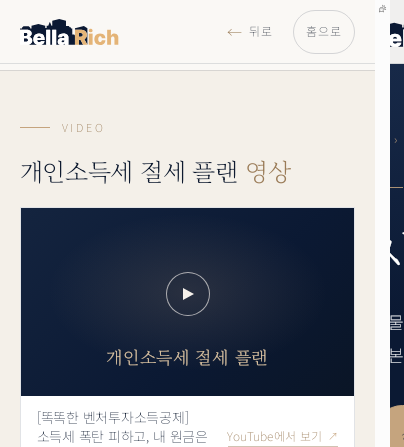 Bella Rich
← 뒤로
홈으로
VIDEO
개인소득세 절세 플랜 영상
개인소득세 절세 플랜
[똑똑한 벤처투자소득공제]
소득세 폭탄 피하고, 내 원금은
YouTube에서 보기 ↗
물
본